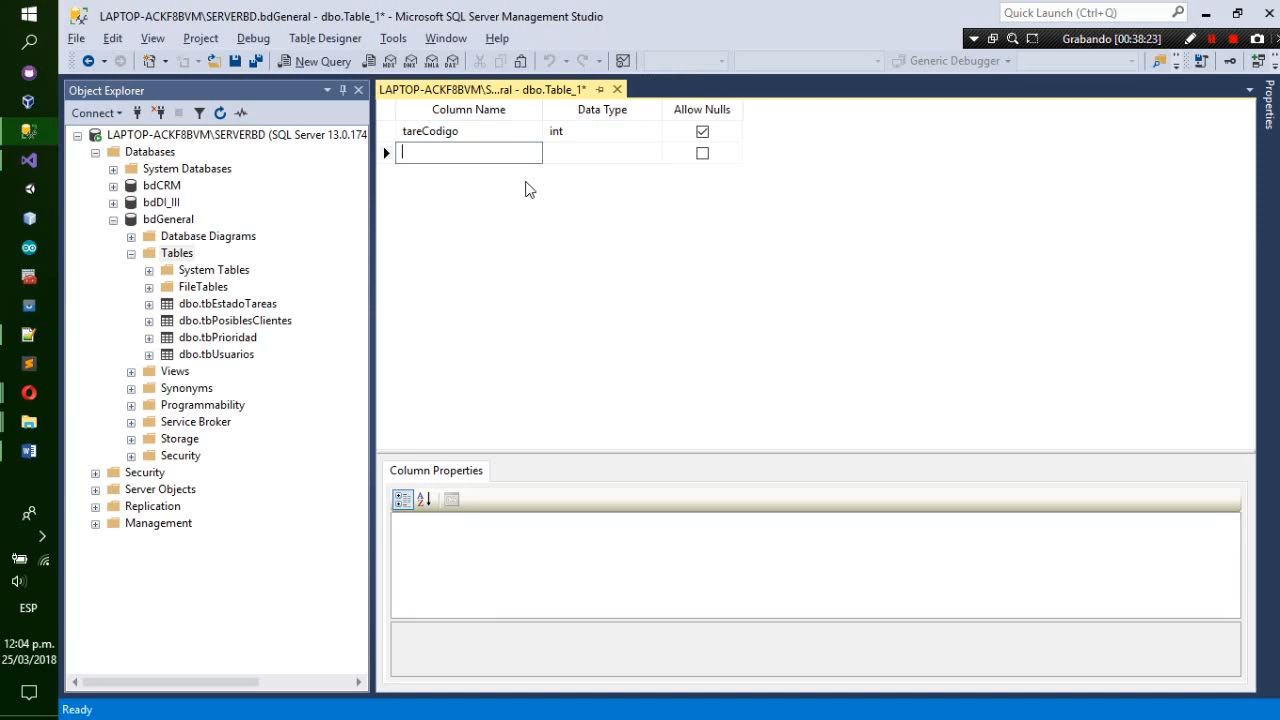 LAPTOP-ACKF8BVM\SERVERBD.bdGeneral - dbo.Table_1* - Microsoft SQL Server Management Studio
Quick Launch (Ctrl+Q)
File Edit View Project Debug Table Designer Tools Window Help
Grabando [00:38:23]
New Query
MDX DMX XMLA DAX
Generic Debugger
Object Explorer
LAPTOP-ACKF8BVM\S...ral - dbo.Table_1*
Properties
Connect
Column Name Data Type Allow Nulls
LAPTOP-ACKF8BVM\SERVERBD (SQL Server 13.0.174
tareCodigo int
Databases
System Databases
bdCRM
bdDI_III
bdGeneral
Database Diagrams
Tables
System Tables
FileTables
dbo.tbEstadoTareas
dbo.tbPosiblesClientes
dbo.tbPrioridad
dbo.tbUsuarios
Views
Synonyms
Programmability
Service Broker
Storage
Security
Security
Server Objects
Replication
Management
Column Properties
ESP
12:04 p.m.
25/03/2018
Ready